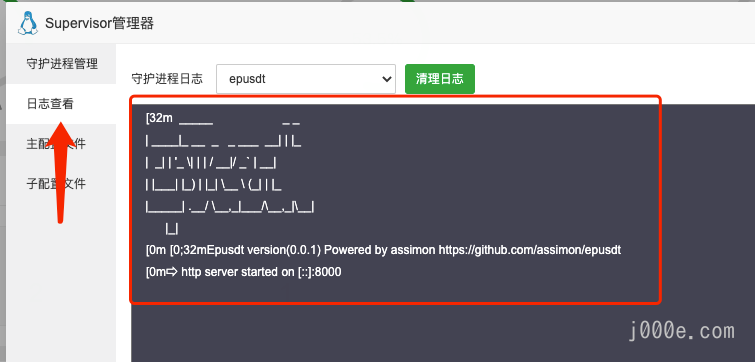 Supervisor管理器
守护进程管理
日志查看
主配置文件
子配置文件
守护进程日志
epusdt
清理日志
[32m  _____                     _ _
| ____|_ __  _   _ ___  __| | |_
|  _| | '_ \| | | / __|/ _` | __|
| |___| |_) | |_| \__ \ (_| | |_
|_____| .__/ \__,_|___/\__,_|\__|
      |_|
[0m [0;32mEpusdt version(0.0.1) Powered by assimon https://github.com/assimon/epusdt
[0m⇨ http server started on [::]:8000
j000e.com